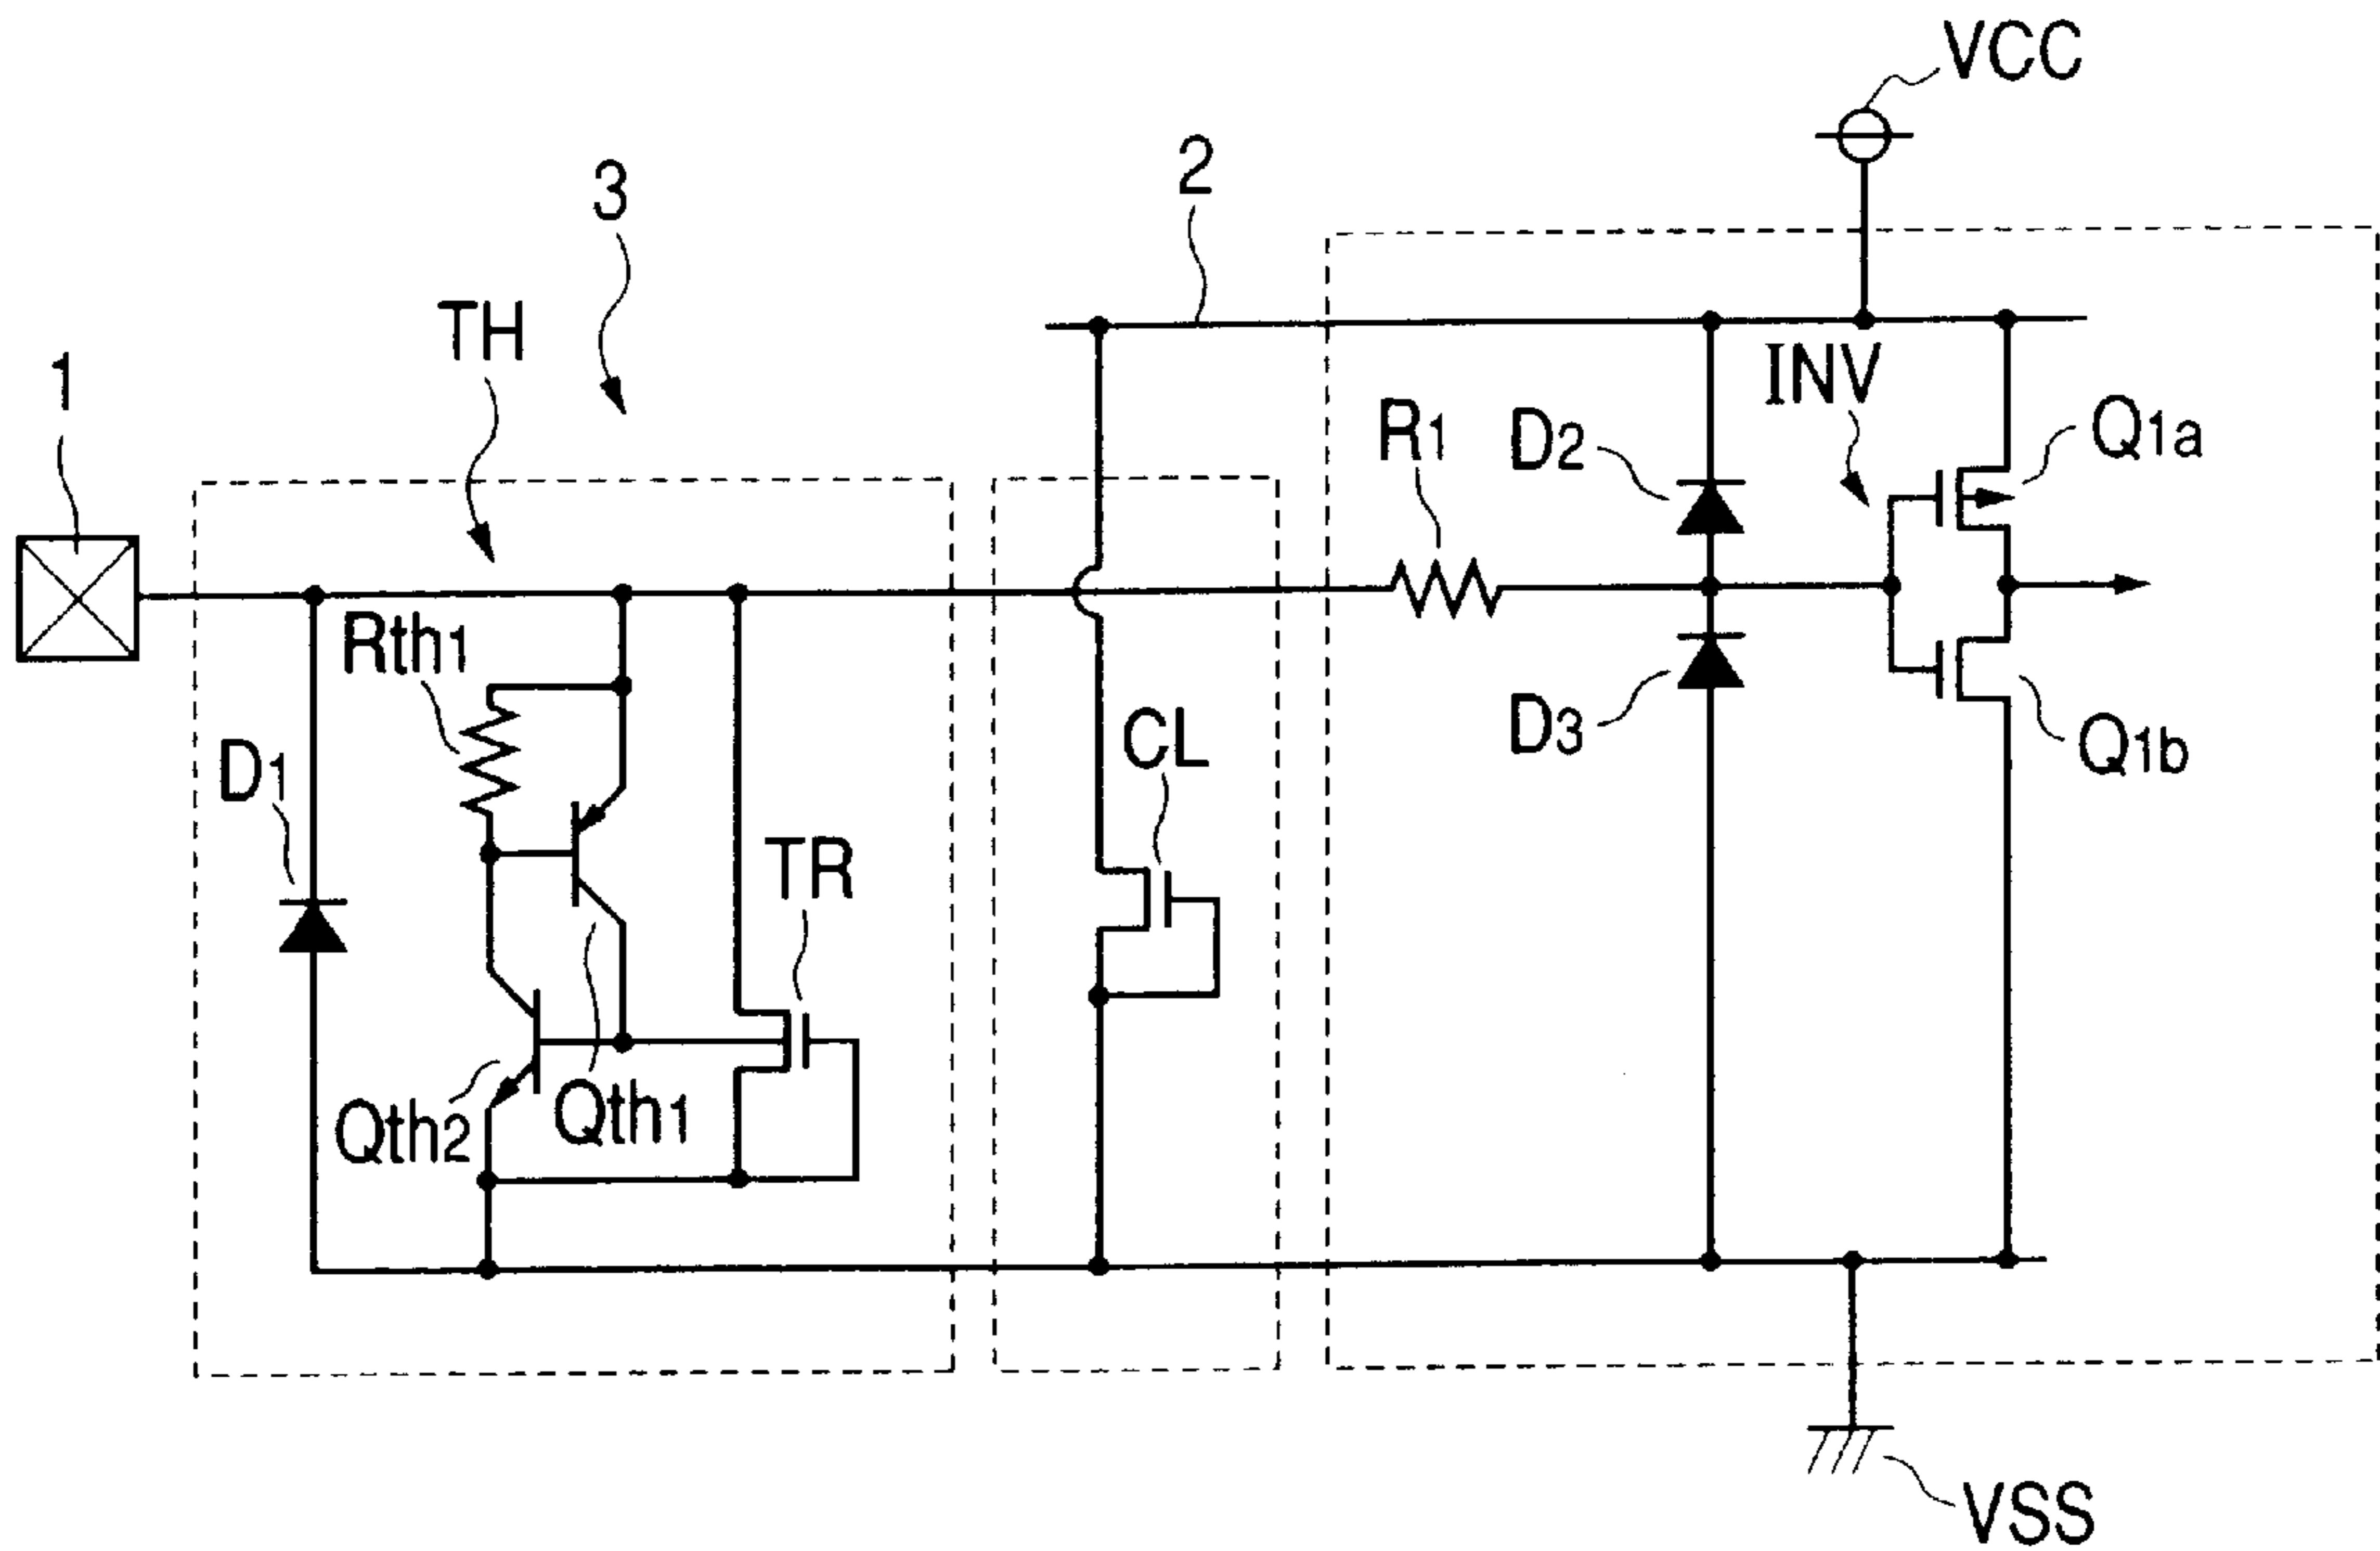 VCC
3
2
TH
1
INV
R1
D2
Q1a
Rth1
D1
CL
D3
Q1b
TR
Qth2
Qth1
VSS